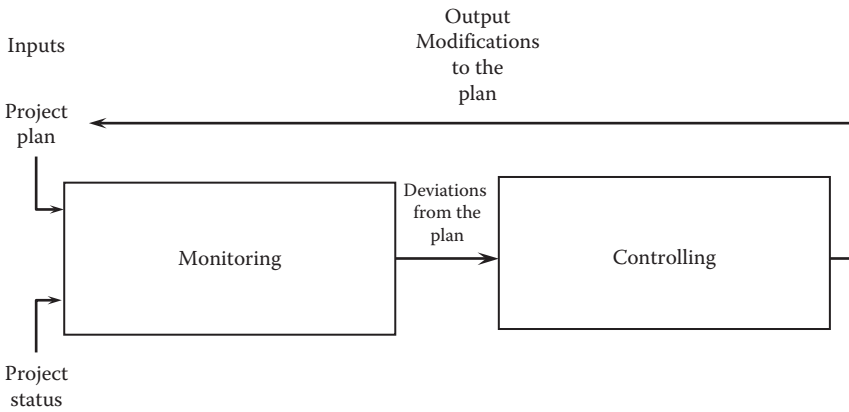 Output
Modifications
to the
plan
Inputs
Project
plan
Deviations
from the
plan
Monitoring
Controlling
Project
status